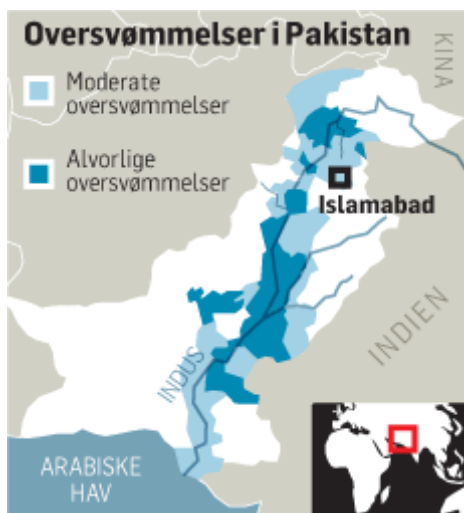 Oversvømmelser i Pakistan
Moderate
oversvømmelser
Alvorlige
oversvømmelser
KINA
Islamabad
INDIEN
INDUS
ARABISKE
HAV